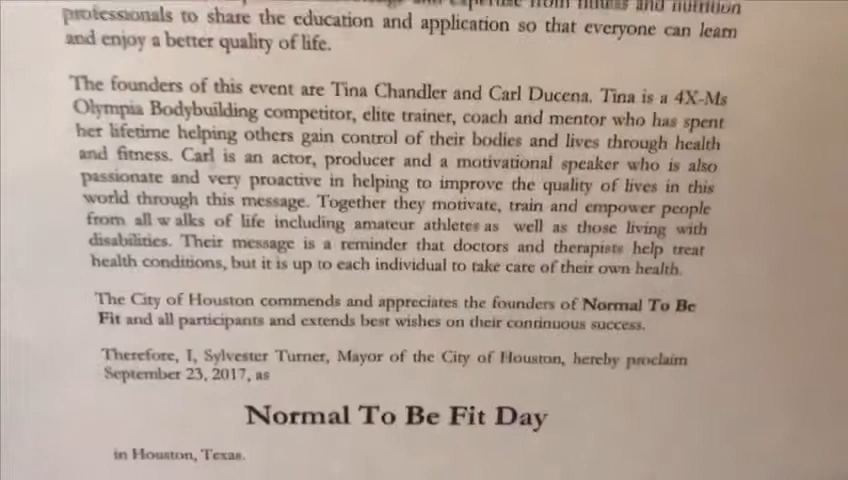 expertise from fitness and nutrition
professionals to share the education and application so that everyone can learn
and enjoy a better quality of life.
The founders of this event are Tina Chandler and Carl Ducena. Tina is a 4X-Ms
Olympia Bodybuilding competitor, elite trainer, coach and mentor who has spent
her lifetime helping others gain control of their bodies and lives through health
and fitness. Carl is an actor, producer and a motivational speaker who is also
passionate and very proactive in helping to improve the quality of lives in this
world through this message. Together they motivate, train and empower people
from all w alks of life including amateur athletes as well as those living with
disabilities. Their message is a reminder that doctors and therapists help treat
health conditions, but it is up to each individual to take care of their own health.
The City of Houston commends and appreciates the founders of Normal To Be
Fit and all participants and extends best wishes on their continuous success.
Therefore, I, Sylvester Turner, Mayor of the City of Houston, hereby proclaim
September 23, 2017, as
Normal To Be Fit Day
in Houston, Texas.